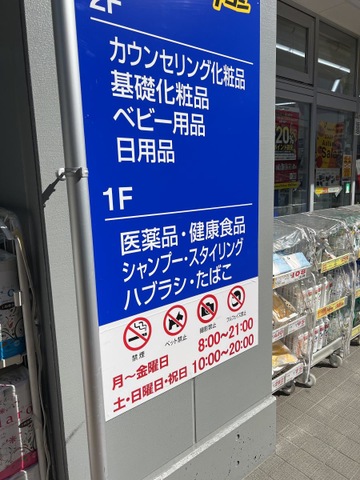 2F
カウンセリング化粧品
基礎化粧品
ベビー用品
日用品
1F
医薬品・健康食品
シャンプー・スタイリング
ハブラシ・たばこ
禁煙
ペット禁止
撮影禁止
月～金曜日 8:00～21:00
土・日曜日・祝日 10:00～20:00
20%